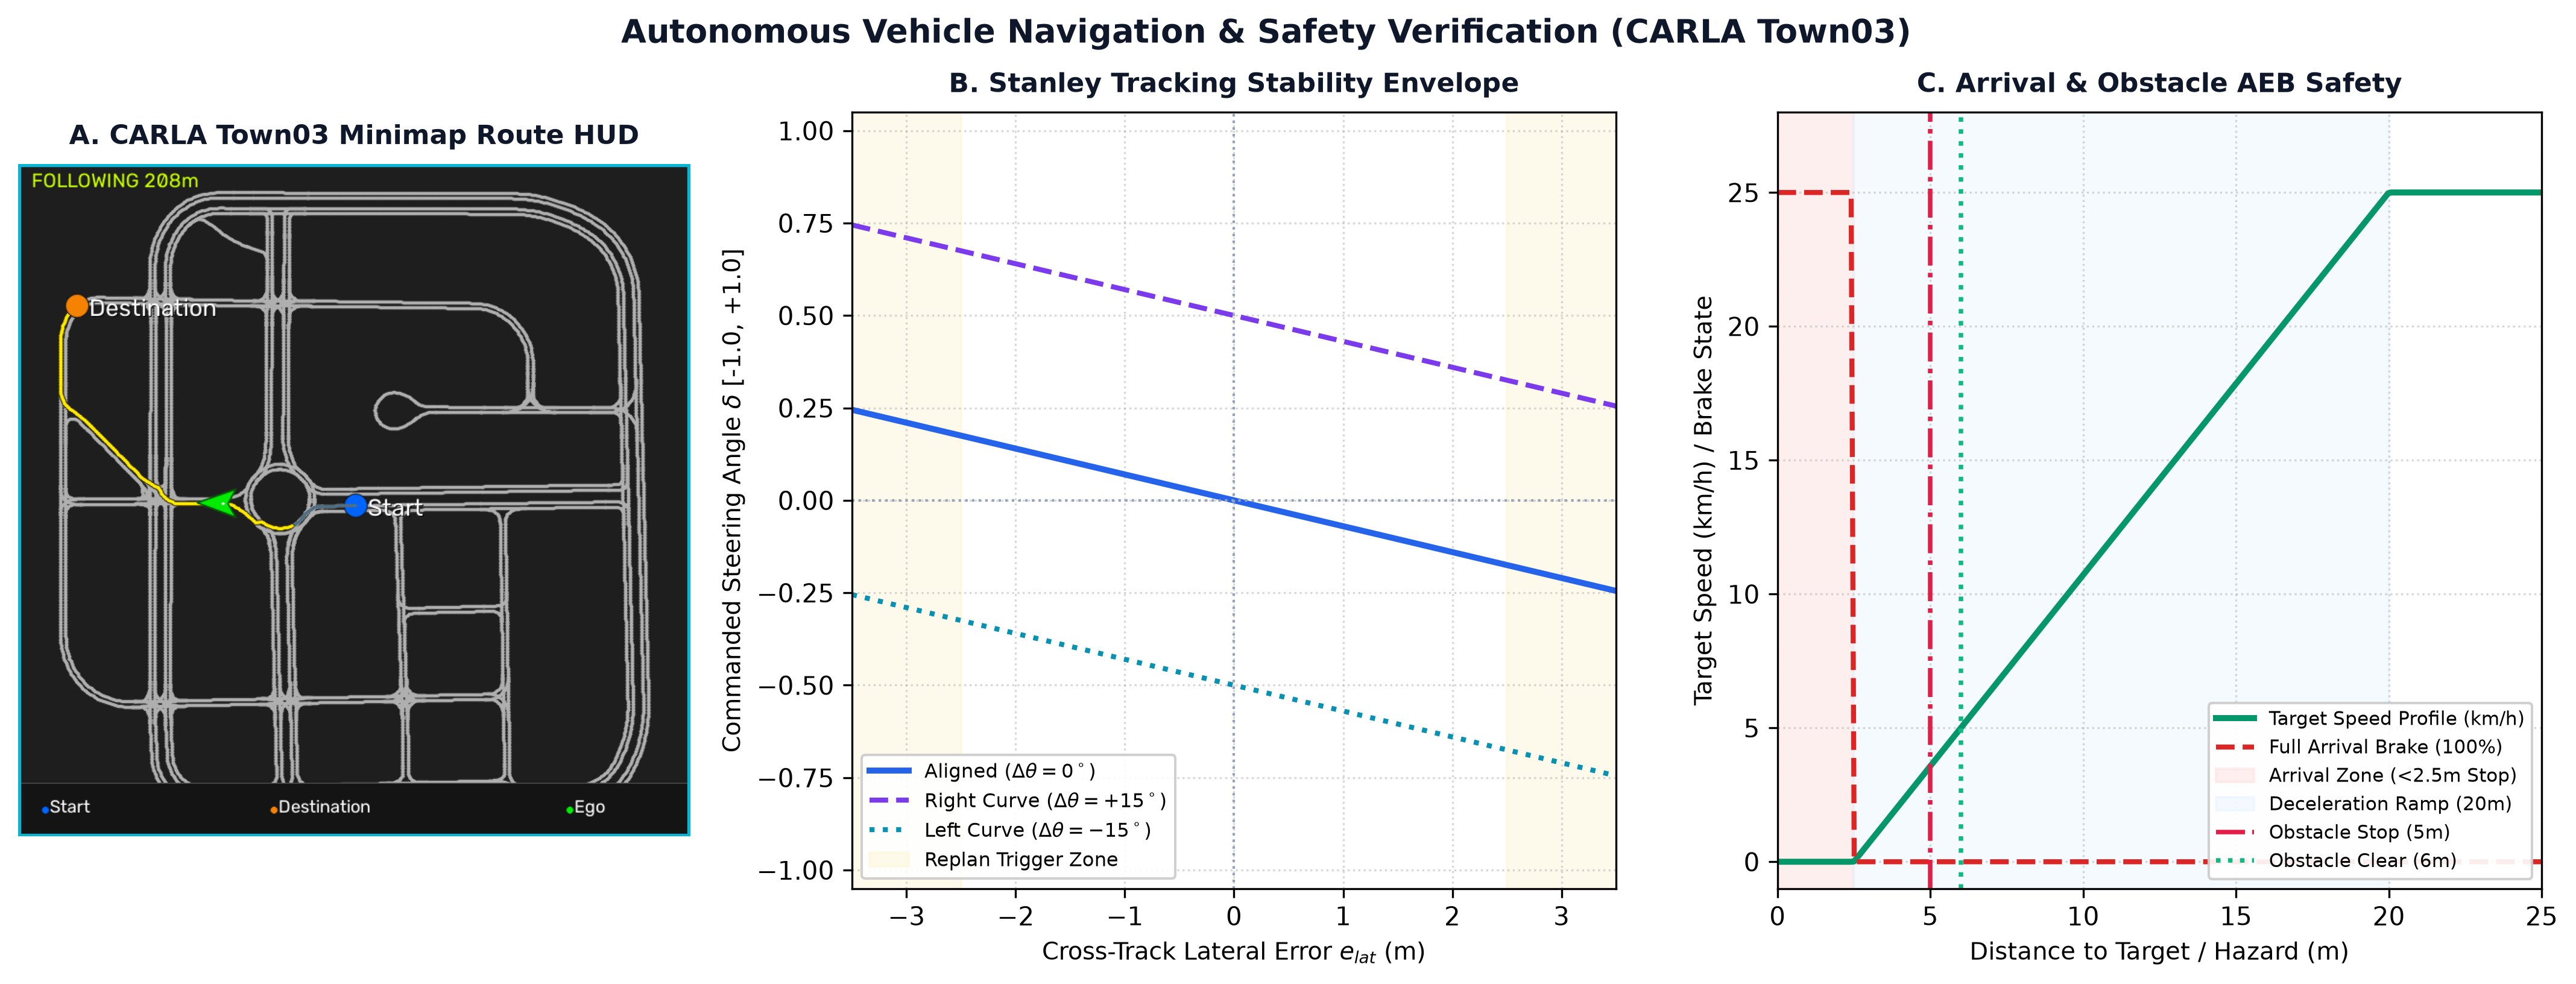 Autonomous Vehicle Navigation & Safety Verification (CARLA Town03)
A. CARLA Town03 Minimap Route HUD
FOLLOWING 208m
Destination
Start
Start
Destination
Ego
B. Stanley Tracking Stability Envelope
Commanded Steering Angle δ [-1.0, +1.0]
1.00
0.75
0.50
0.25
0.00
−0.25
−0.50
−0.75
−1.00
Aligned (Δθ = 0°)
Right Curve (Δθ = +15°)
Left Curve (Δθ = −15°)
Replan Trigger Zone
−3
−2
−1
0
1
2
3
Cross-Track Lateral Error e_lat (m)
C. Arrival & Obstacle AEB Safety
Target Speed (km/h) / Brake State
25
20
15
10
5
0
Target Speed Profile (km/h)
Full Arrival Brake (100%)
Arrival Zone (<2.5m Stop)
Deceleration Ramp (20m)
Obstacle Stop (5m)
Obstacle Clear (6m)
0
5
10
15
20
25
Distance to Target / Hazard (m)